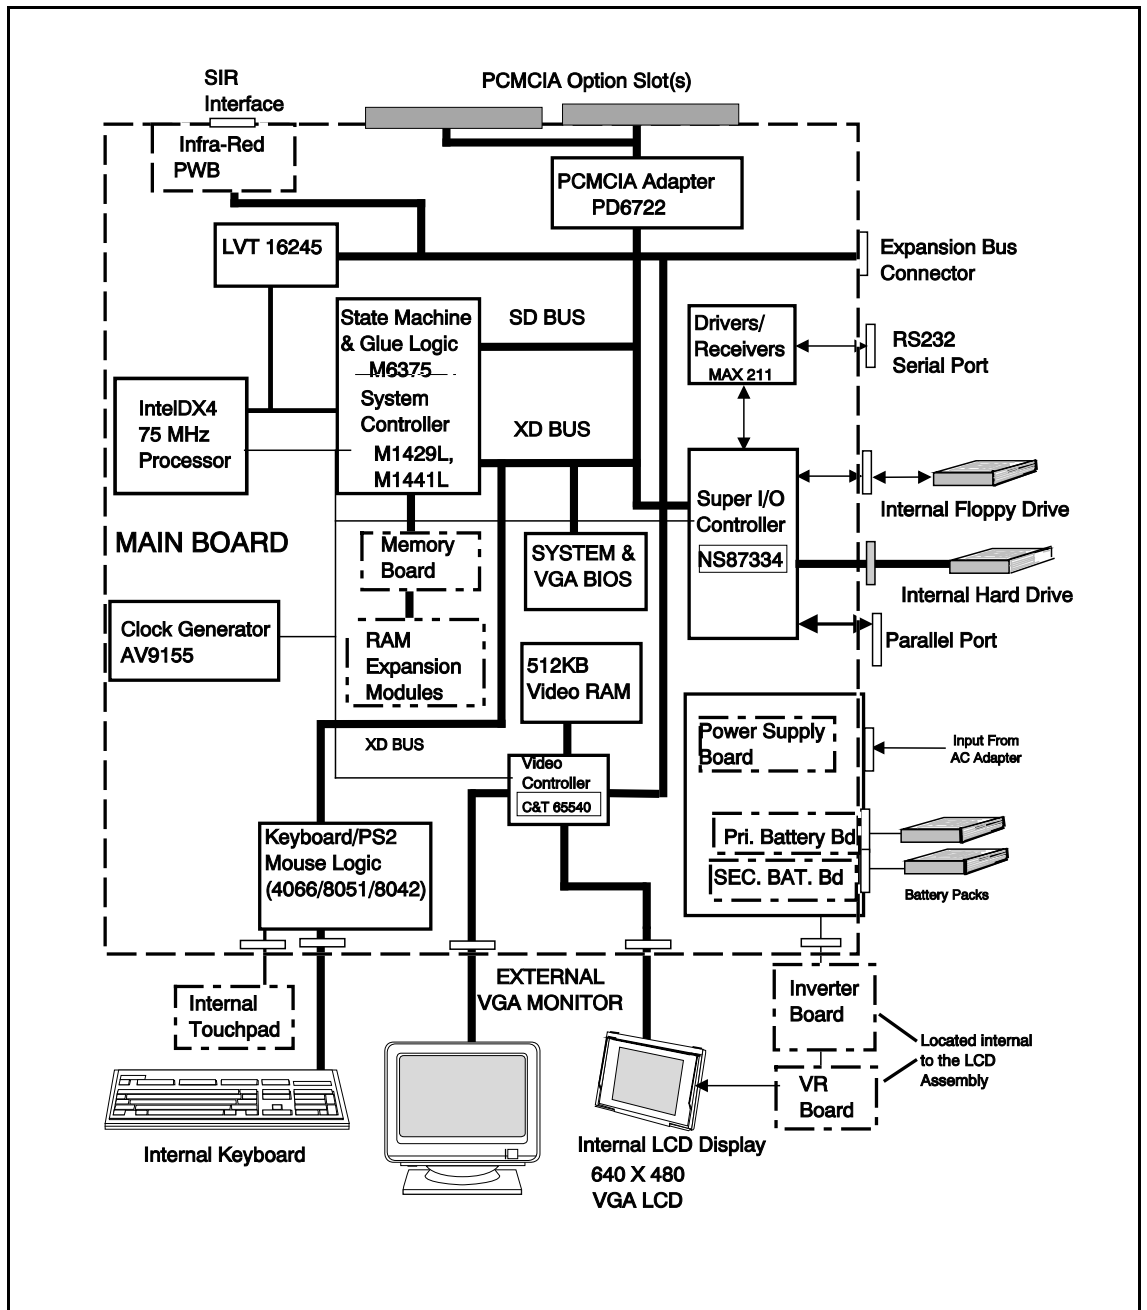 SIR
Interface
PCMCIA Option Slot(s)
Infra-Red
PWB
PCMCIA Adapter
PD6722
LVT 16245
Expansion Bus
Connector
State Machine
& Glue Logic
M6375
System
Controller
M1429L,
M1441L
SD BUS
Drivers/
Receivers
MAX 211
RS232
Serial Port
IntelDX4
75 MHz
Processor
XD BUS
Super I/O
Controller
NS87334
Internal Floppy Drive
MAIN BOARD
Memory
Board
SYSTEM &
VGA BIOS
Internal Hard Drive
Clock Generator
AV9155
RAM
Expansion
Modules
512KB
Video RAM
Parallel Port
XD BUS
Video
Controller
C&T 65540
Power Supply
Board
Input From
AC Adapter
Pri. Battery Bd
SEC. BAT. Bd
Battery Packs
Keyboard/PS2
Mouse Logic
(4066/8051/8042)
EXTERNAL
VGA MONITOR
Internal
Touchpad
Inverter
Board
Located internal
to the LCD
Assembly
VR
Board
Internal Keyboard
Internal LCD Display
640 X 480
VGA LCD